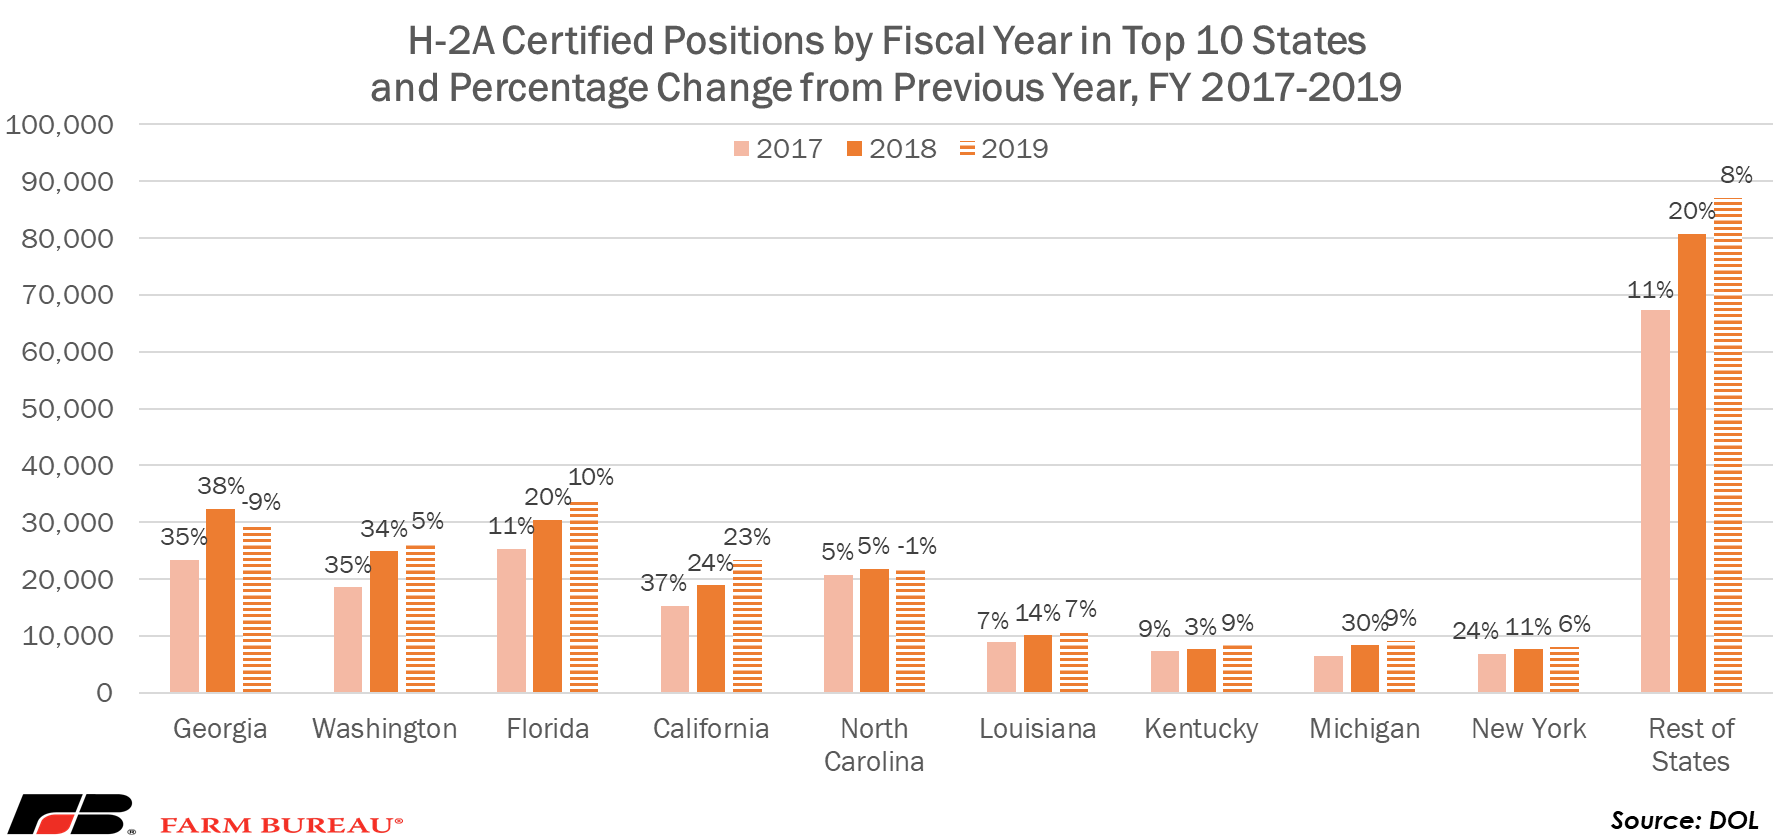 H-2A Certified Positions by Fiscal Year in Top 10 States
and Percentage Change from Previous Year, FY 2017-2019
2017 2018 2019
100,000
90,000
80,000
70,000
60,000
50,000
40,000
30,000
20,000
10,000
0
35% 38% -9%
35% 34% 5%
11% 20% 10%
37% 24% 23%
5% 5% -1%
7% 14% 7%
9% 3% 9%
30% 9%
24% 11% 6%
11% 20% 8%
Georgia
Washington
Florida
California
North
Carolina
Louisiana
Kentucky
Michigan
New York
Rest of
States
FB®
FARM BUREAU®
Source: DOL